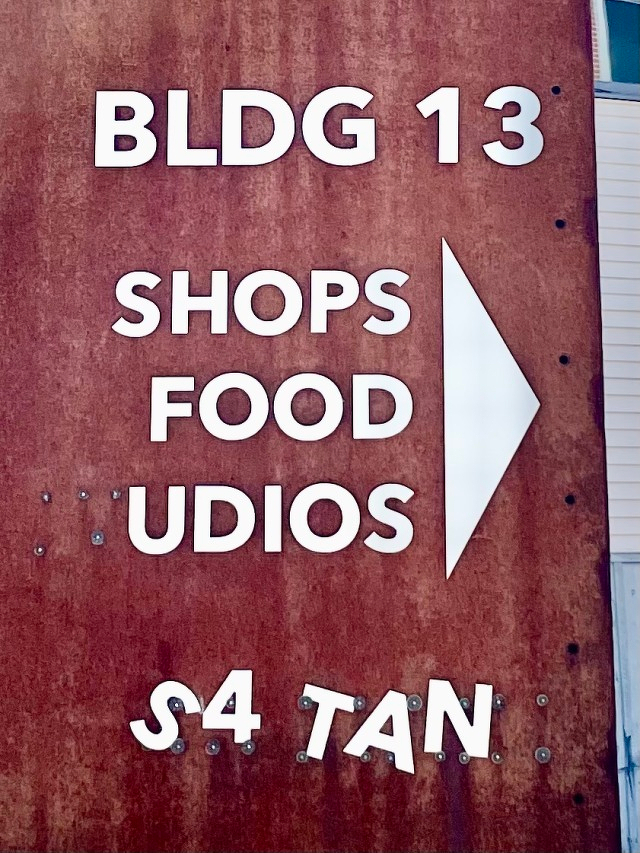 BLDG 13
SHOPS
FOOD
UDIOS
S4 TAN